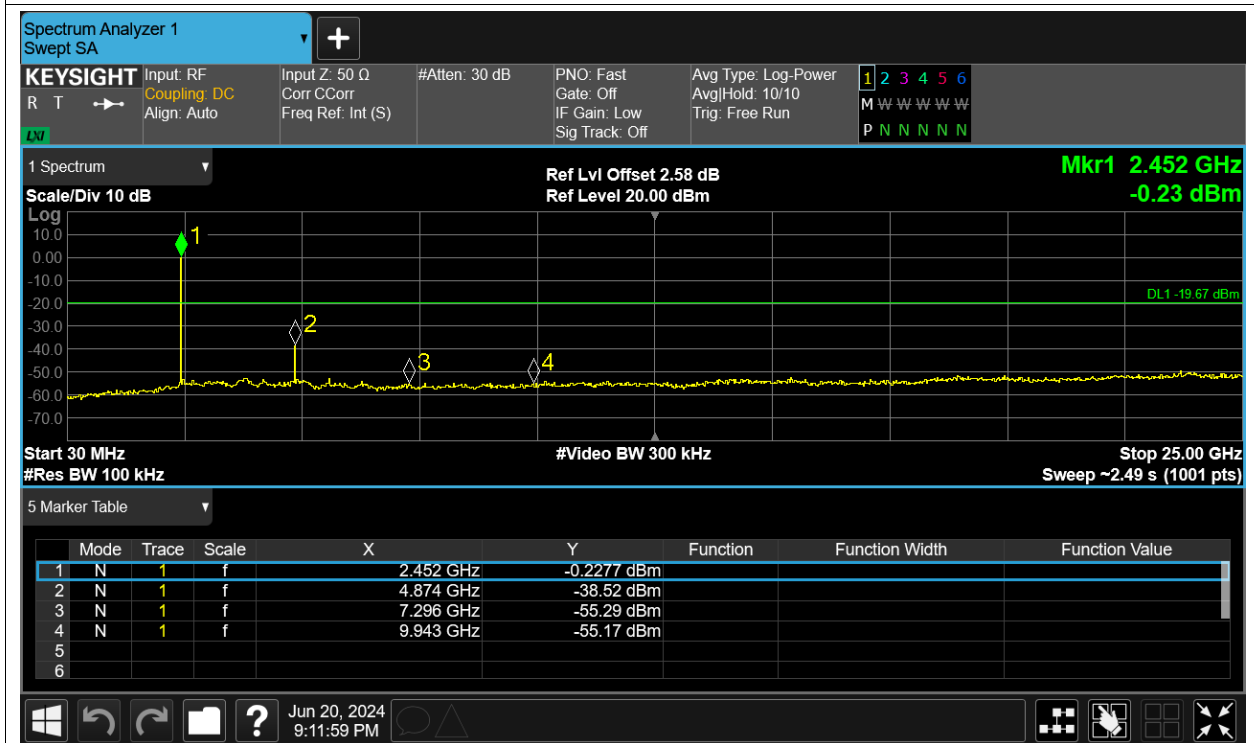 Spectrum Analyzer 1
Swept SA
KEYSIGHT
R T
LXI
Input: RF
Coupling: DC
Align: Auto
Input Z: 50 Ω
Corr CCorr
Freq Ref: Int (S)
#Atten: 30 dB
PNO: Fast
Gate: Off
IF Gain: Low
Sig Track: Off
Avg Type: Log-Power
Avg|Hold: 10/10
Trig: Free Run
1 2 3 4 5 6
M W W W W W
P N N N N N
1 Spectrum
Scale/Div 10 dB
Ref Lvl Offset 2.58 dB
Ref Level 20.00 dBm
Mkr1 2.452 GHz
-0.23 dBm
Log
10.0
0.00
-10.0
-20.0
-30.0
-40.0
-50.0
-60.0
-70.0
1
2
3
4
DL1 -19.67 dBm
Start 30 MHz
#Res BW 100 kHz
#Video BW 300 kHz
Stop 25.00 GHz
Sweep ~2.49 s (1001 pts)
5 Marker Table
Mode Trace Scale X Y Function Function Width Function Value
1 N 1 f 2.452 GHz -0.2277 dBm
2 N 1 f 4.874 GHz -38.52 dBm
3 N 1 f 7.296 GHz -55.29 dBm
4 N 1 f 9.943 GHz -55.17 dBm
5
6
?
Jun 20, 2024
9:11:59 PM